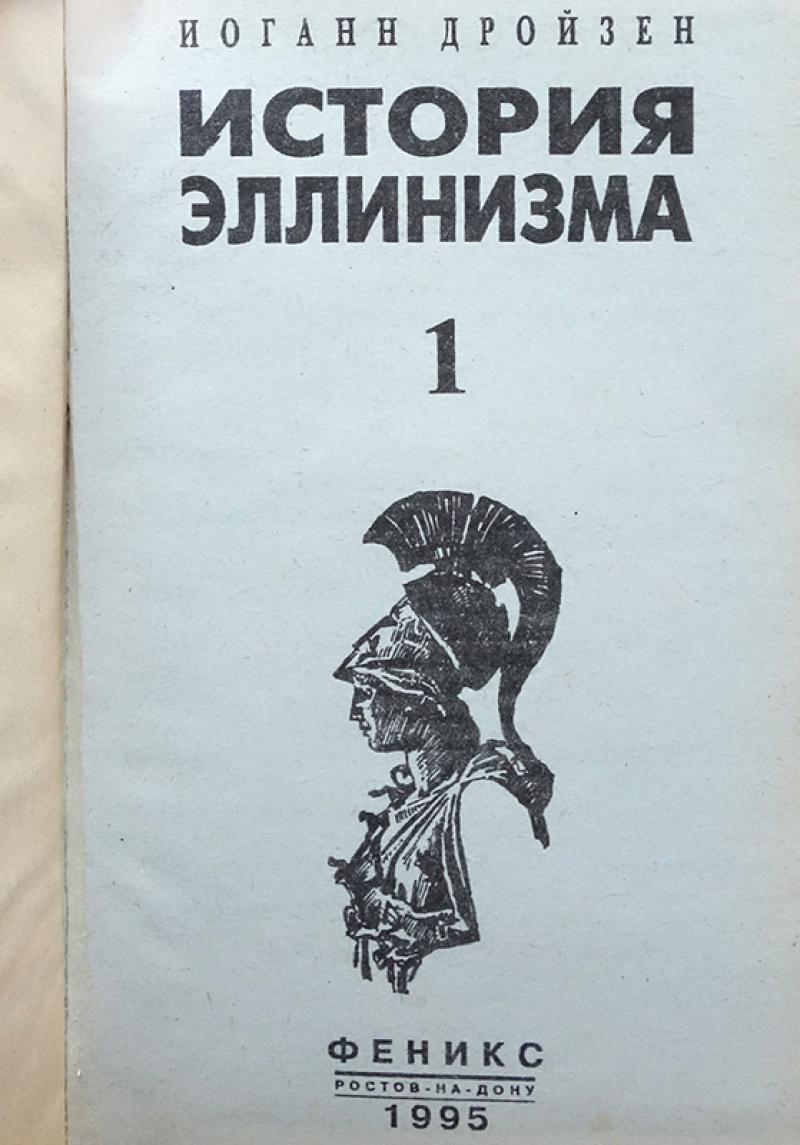 ИОГАНН ДРОЙЗЕН
ИСТОРИЯ
ЭЛЛИНИЗМА
1
ФЕНИКС
РОСТОВ-НА-ДОНУ
1995